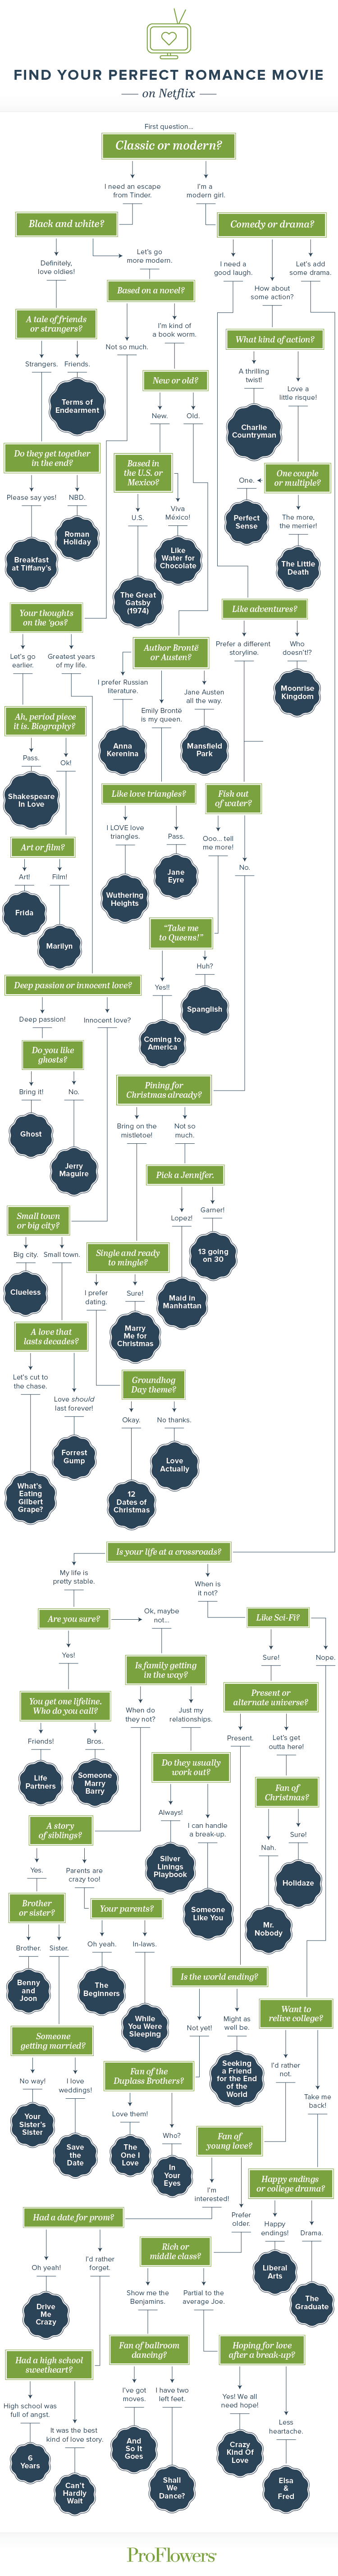 FIND YOUR PERFECT ROMANCE MOVIE
on Netflix
First question...
Classic or modern?
I need an escape
from Tinder.
I'm a
modern girl.
Black and white?
Comedy or drama?
Definitely,
love oldies!
Let's go
more modern.
I need a
good laugh.
How about
some action?
Let's add
some drama.
Based on a novel?
A tale of friends
or strangers?
Not so much.
I'm kind of
a book worm.
What kind of action?
Strangers.
Friends.
Terms of
Endearment
New or old?
A thrilling
twist!
Love a
little risque!
Charlie
Countryman
New.
Old.
Do they get together
in the end?
Based in
the U.S. or
Mexico?
One couple
or multiple?
One.
Please say yes!
NBD.
U.S.
Viva
México!
Perfect
Sense
The more,
the merrier!
Roman
Holiday
Breakfast
at Tiffany's
Like
Water for
Chocolate
The Little
Death
The Great
Gatsby
(1974)
Your thoughts
on the '90s?
Like adventures?
Let's go
earlier.
Greatest years
of my life.
Author Brontë
or Austen?
Prefer a different
storyline.
Who
doesn't!?
I prefer Russian
literature.
Emily Brontë
is my queen.
Jane Austen
all the way.
Moonrise
Kingdom
Ah, period piece
it is. Biography?
Anna
Kerenina
Mansfield
Park
Pass.
Ok!
Shakespeare
In Love
Like love triangles?
Fish out
of water?
I LOVE love
triangles.
Pass.
Ooo... tell
me more!
No.
Art or film?
Art!
Film!
Jane
Eyre
Wuthering
Heights
Frida
Marilyn
"Take me
to Queens!"
Yes!!
Huh?
Deep passion or innocent love?
Spanglish
Deep passion!
Innocent love?
Coming to
America
Do you like
ghosts?
Pining for
Christmas already?
Bring it!
No.
Bring on the
mistletoe!
Not so
much.
Ghost
Jerry
Maguire
Pick a Jennifer.
Lopez!
Garner!
Small town
or big city?
Single and ready
to mingle?
13 going
on 30
Big city.
Small town.
Clueless
I prefer
dating.
Sure!
Maid in
Manhattan
Marry
Me for
Christmas
A love that
lasts decades?
Let's cut to
the chase.
Love should
last forever!
Groundhog
Day theme?
Okay.
No thanks.
Forrest
Gump
Love
Actually
What's
Eating
Gilbert
Grape?
12
Dates of
Christmas
Is your life at a crossroads?
My life is
pretty stable.
When is
it not?
Are you sure?
Ok, maybe
not...
Like Sci-Fi?
Yes!
Is family getting
in the way?
Sure!
Nope.
You get one lifeline.
Who do you call?
When do
they not?
Just my
relationships.
Present or
alternate universe?
Friends!
Bros.
Present.
Let's get
outta here!
Life
Partners
Someone
Marry
Barry
Do they usually
work out?
Fan of
Christmas?
Always!
I can handle
a break-up.
A story
of siblings?
Nah.
Sure!
Yes.
Parents are
crazy too!
Silver
Linings
Playbook
Holidaze
Brother
or sister?
Your parents?
Someone
Like You
Mr.
Nobody
Brother.
Sister.
Oh yeah.
In-laws.
Is the world ending?
Benny
and
Joon
The
Beginners
While
You Were
Sleeping
Not yet!
Might as
well be.
Want to
relive college?
Someone
getting married?
Seeking
a Friend
for the End
of the
World
I'd rather
not.
Take me
back!
No way!
I love
weddings!
Fan of the
Duplass Brothers?
Your
Sister's
Sister
Love them!
Who?
Fan of
young love?
Save
the
Date
The
One I
Love
In
Your
Eyes
I'm
interested!
Prefer
older.
Happy endings
or college drama?
Had a date for prom?
Happy
endings!
Drama.
Oh yeah!
I'd rather
forget.
Rich or
middle class?
Liberal
Arts
The
Graduate
Drive
Me
Crazy
Show me the
Benjamins.
Partial to the
average Joe.
Had a high school
sweetheart?
Fan of ballroom
dancing?
Hoping for love
after a break-up?
High school was
full of angst.
It was the best
kind of love story.
I've got
moves.
I have two
left feet.
Yes! We all
need hope!
Less
heartache.
6
Years
Can't
Hardly
Wait
And
So It
Goes
Shall
We
Dance?
Crazy
Kind Of
Love
Elsa
&
Fred
ProFlowers